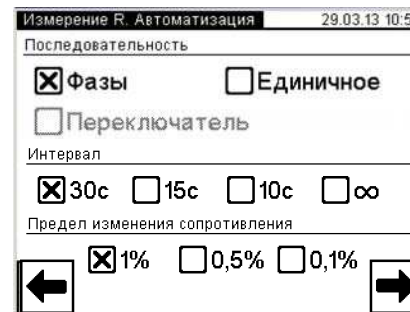 Измерение R. Автоматизация 29.03.13 10:5
Последовательность
Фазы Единичное
Переключатель
Интервал
30с 15с 10с ∞
Предел изменения сопротивления
1% 0,5% 0,1%